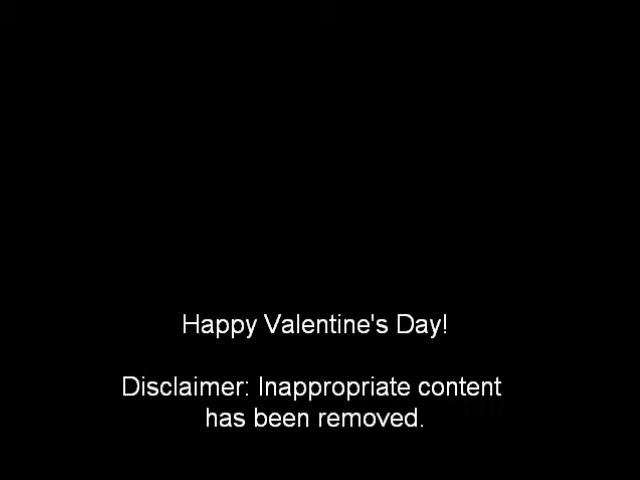 Happy Valentine's Day!
Disclaimer: Inappropriate content
has been removed.